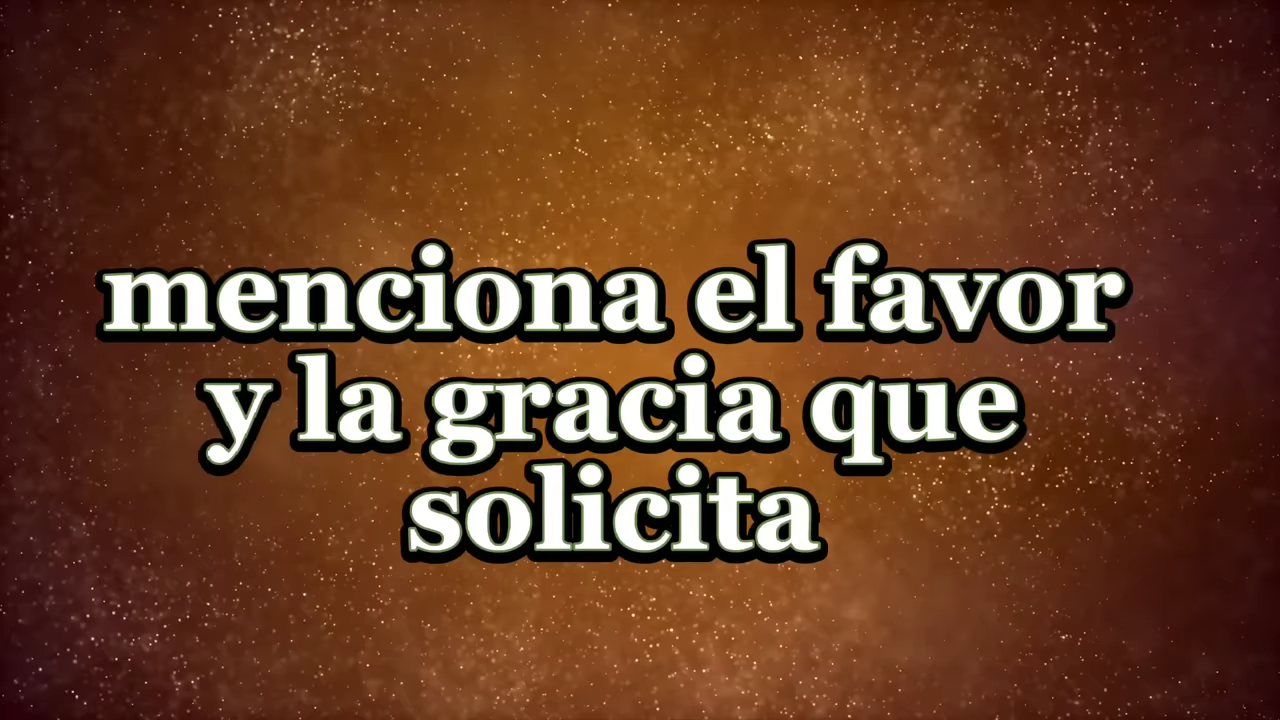 menciona el favor
y la gracia que
solicita